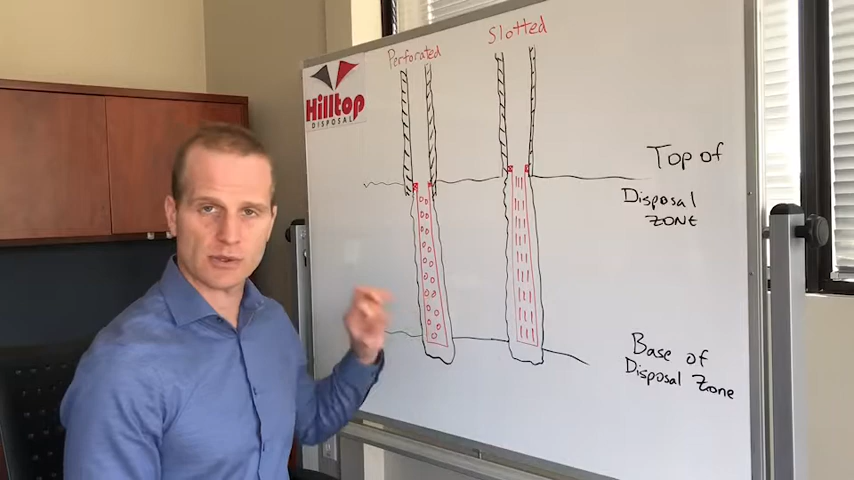 Perforated
Slotted
Hilltop
DISPOSAL
Top of
Disposal
ZONE
Base of
Disposal Zone